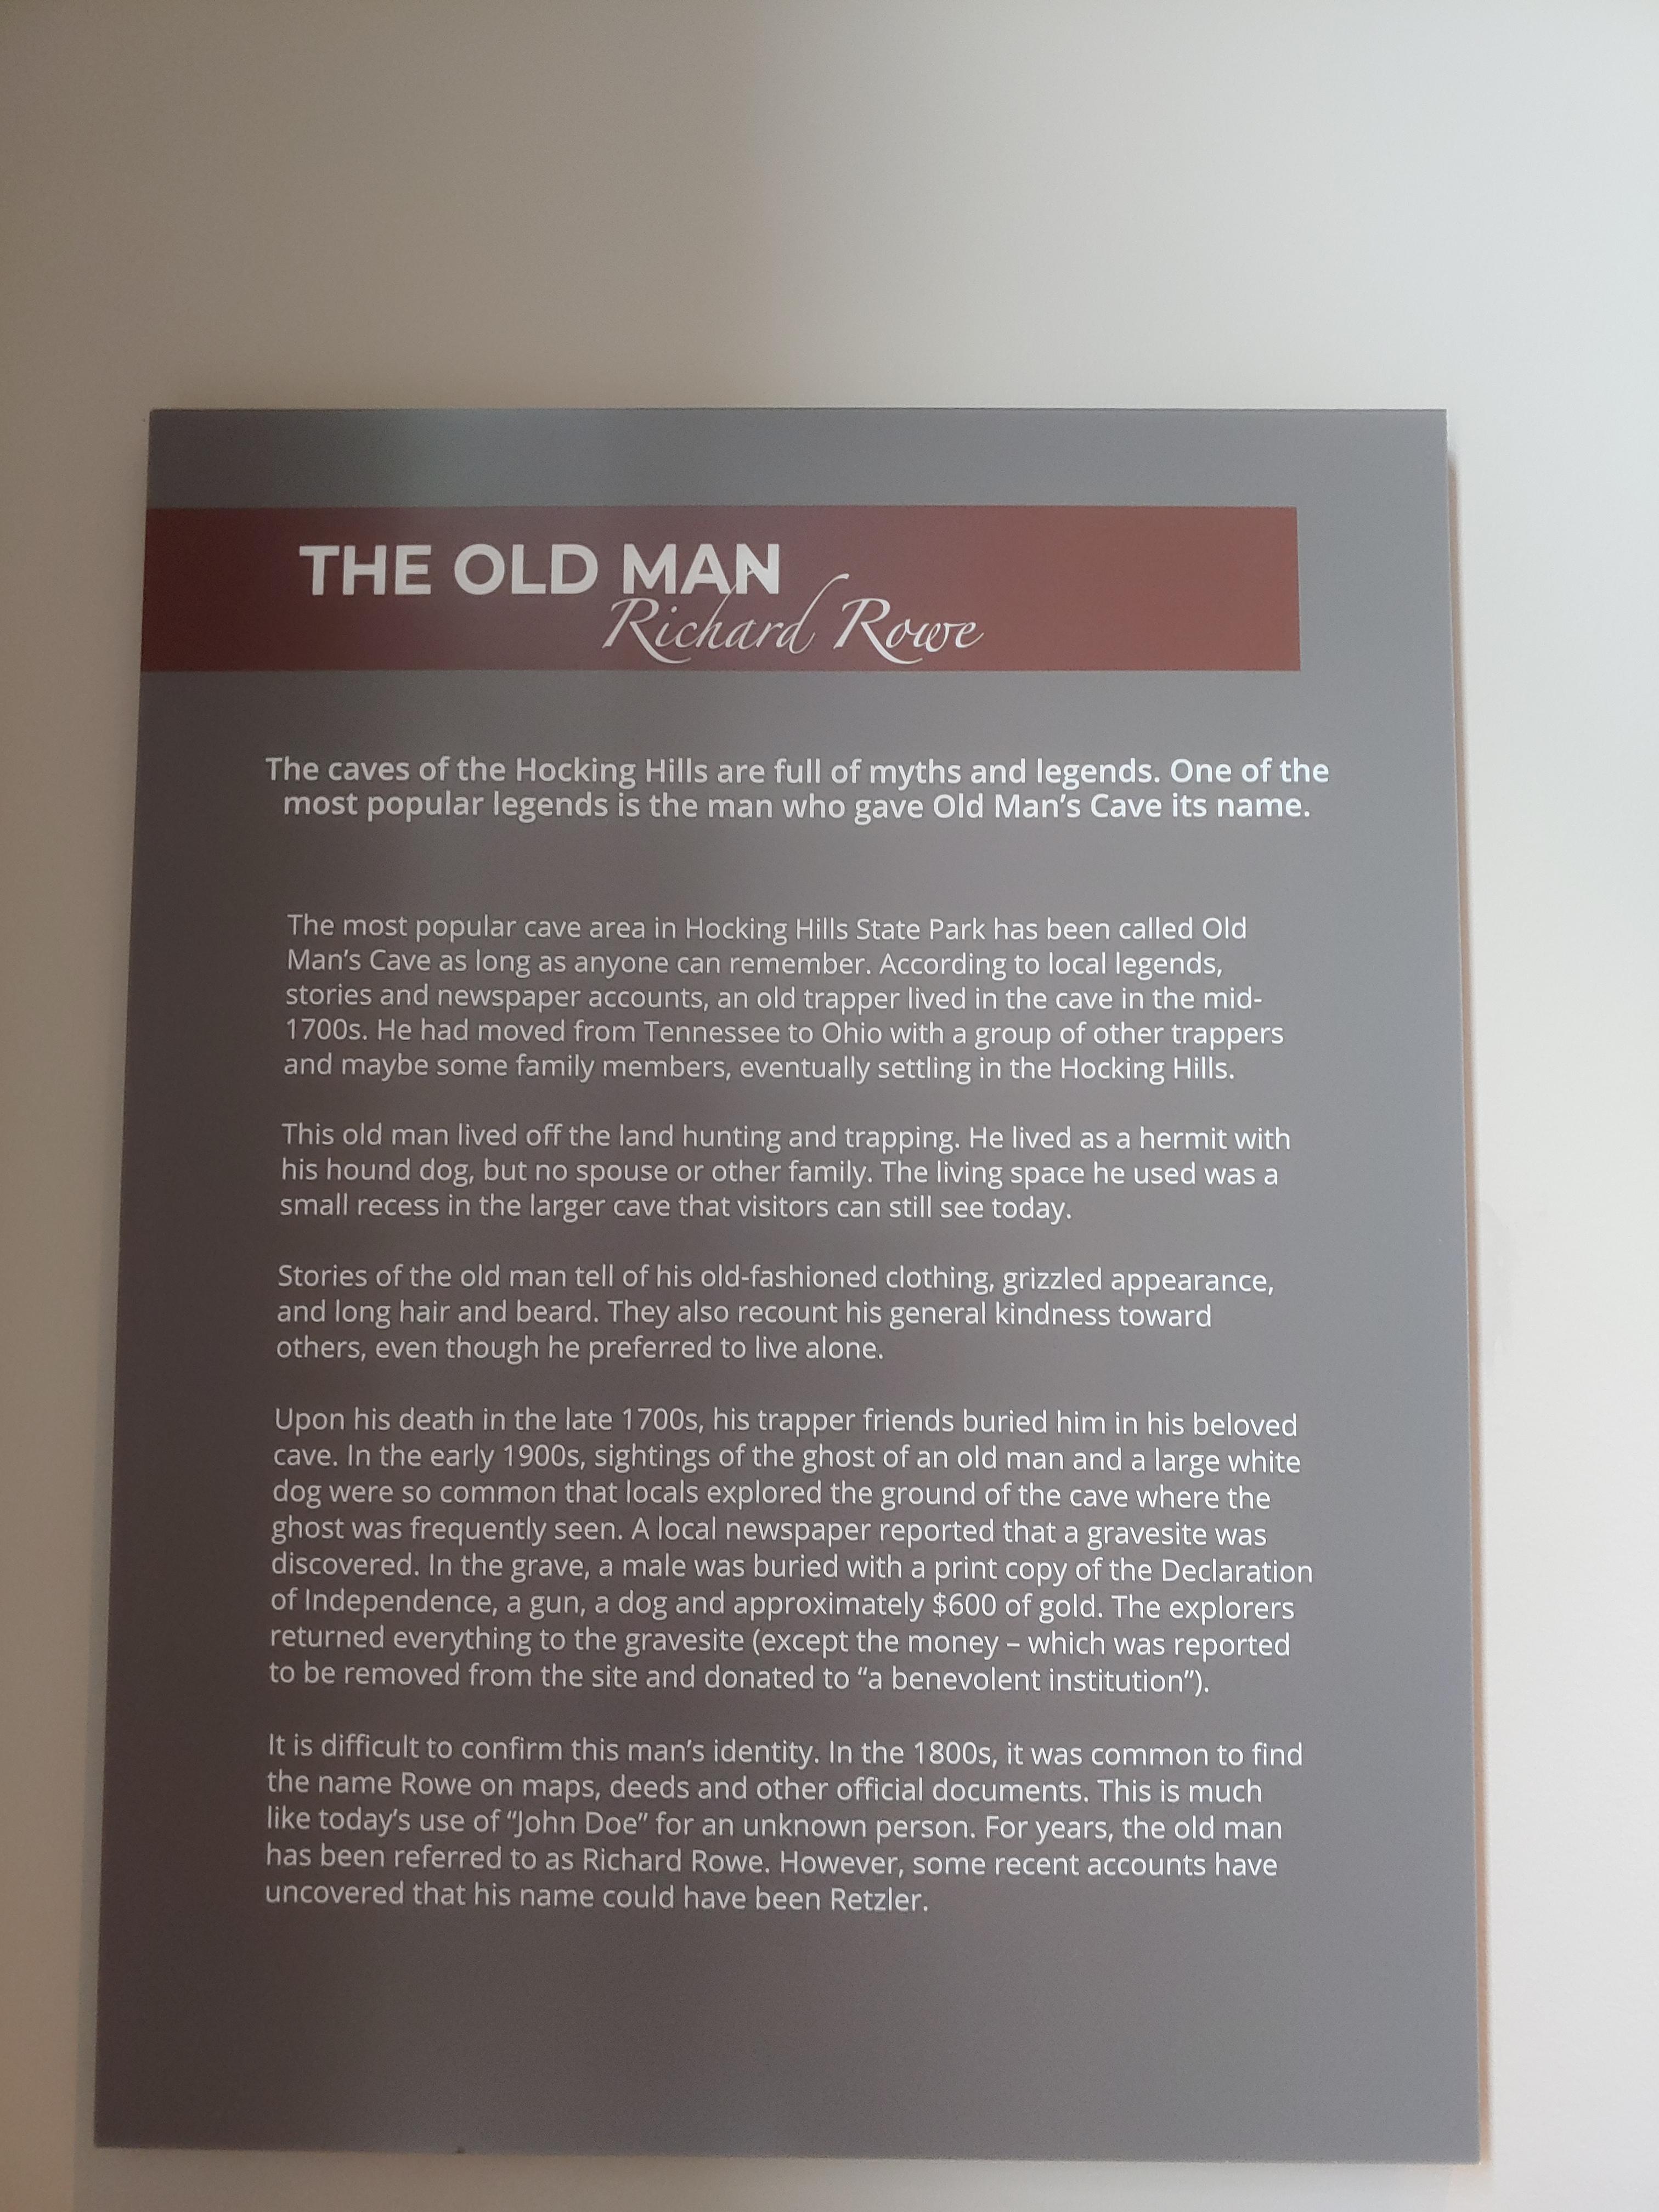 THE OLD MAN
Richard Rowe
The caves of the Hocking Hills are full of myths and legends. One of the
most popular legends is the man who gave Old Man's Cave its name.
The most popular cave area in Hocking Hills State Park has been called Old
Man's Cave as long as anyone can remember. According to local legends,
stories and newspaper accounts, an old trapper lived in the cave in the mid-
1700s. He had moved from Tennessee to Ohio with a group of other trappers
and maybe some family members, eventually settling in the Hocking Hills.
This old man lived off the land hunting and trapping. He lived as a hermit with
his hound dog, but no spouse or other family. The living space he used was a
small recess in the larger cave that visitors can still see today.
Stories of the old man tell of his old-fashioned clothing, grizzled appearance,
and long hair and beard. They also recount his general kindness toward
others, even though he preferred to live alone.
Upon his death in the late 1700s, his trapper friends buried him in his beloved
cave. In the early 1900s, sightings of the ghost of an old man and a large white
dog were so common that locals explored the ground of the cave where the
ghost was frequently seen. A local newspaper reported that a gravesite was
discovered. In the grave, a male was buried with a print copy of the Declaration
of Independence, a gun, a dog and approximately $600 of gold. The explorers
returned everything to the gravesite (except the money – which was reported
to be removed from the site and donated to “a benevolent institution”).
It is difficult to confirm this man's identity. In the 1800s, it was common to find
the name Rowe on maps, deeds and other official documents. This is much
like today's use of “John Doe” for an unknown person. For years, the old man
has been referred to as Richard Rowe. However, some recent accounts have
uncovered that his name could have been Retzler.